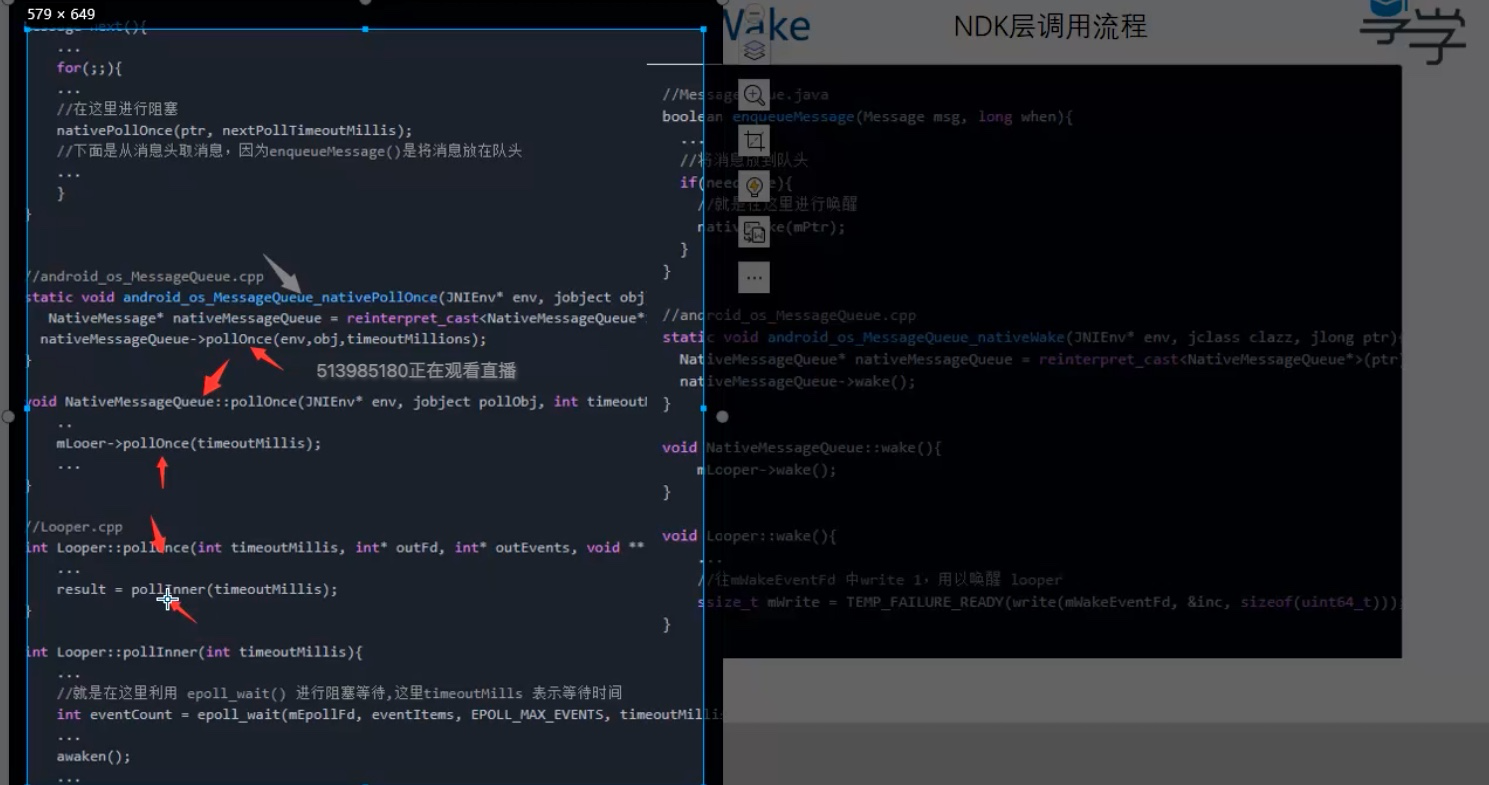 579 × 649
Message next(){
...
for(;;){
...
//在这里进行阻塞
nativePollOnce(ptr, nextPollTimeoutMillis);
//下面是从消息头取消息，因为enqueueMessage()是将消息放在队头
...
}
}
//android_os_MessageQueue.cpp
static void android_os_MessageQueue_nativePollOnce(JNIEnv* env, jobject obj
NativeMessage* nativeMessageQueue = reinterpret_cast<NativeMessageQueue*
nativeMessageQueue->pollOnce(env,obj,timeoutMillions);
}
513985180正在观看直播
void NativeMessageQueue::pollOnce(JNIEnv* env, jobject pollObj, int timeoutM
..
mLooer->pollOnce(timeoutMillis);
...
}
//Looper.cpp
int Looper::pollOnce(int timeoutMillis, int* outFd, int* outEvents, void **
...
result = pollInner(timeoutMillis);
}
int Looper::pollInner(int timeoutMillis){
...
//就是在这里利用 epoll_wait() 进行阻塞等待,这里timeoutMills 表示等待时间
int eventCount = epoll_wait(mEpollFd, eventItems, EPOLL_MAX_EVENTS, timeoutMillis
...
awaken();
...
Wake
NDK层调用流程
享学
//MessageQueue.java
boolean enqueueMessage(Message msg, long when){
...
//将消息放到队头
if(needWake){
//就是在这里进行唤醒
nativeWake(mPtr);
}
}
//android_os_MessageQueue.cpp
static void android_os_MessageQueue_nativeWake(JNIEnv* env, jclass clazz, jlong ptr)
NativeMessageQueue* nativeMessageQueue = reinterpret_cast<NativeMessageQueue*>(ptr
nativeMessageQueue->wake();
}
void NativeMessageQueue::wake(){
mLooper->wake();
}
void Looper::wake(){
...
//往mWakeEventFd 中write 1，用以唤醒 looper
ssize_t mWrite = TEMP_FAILURE_READY(write(mWakeEventFd, &inc, sizeof(uint64_t)));
}